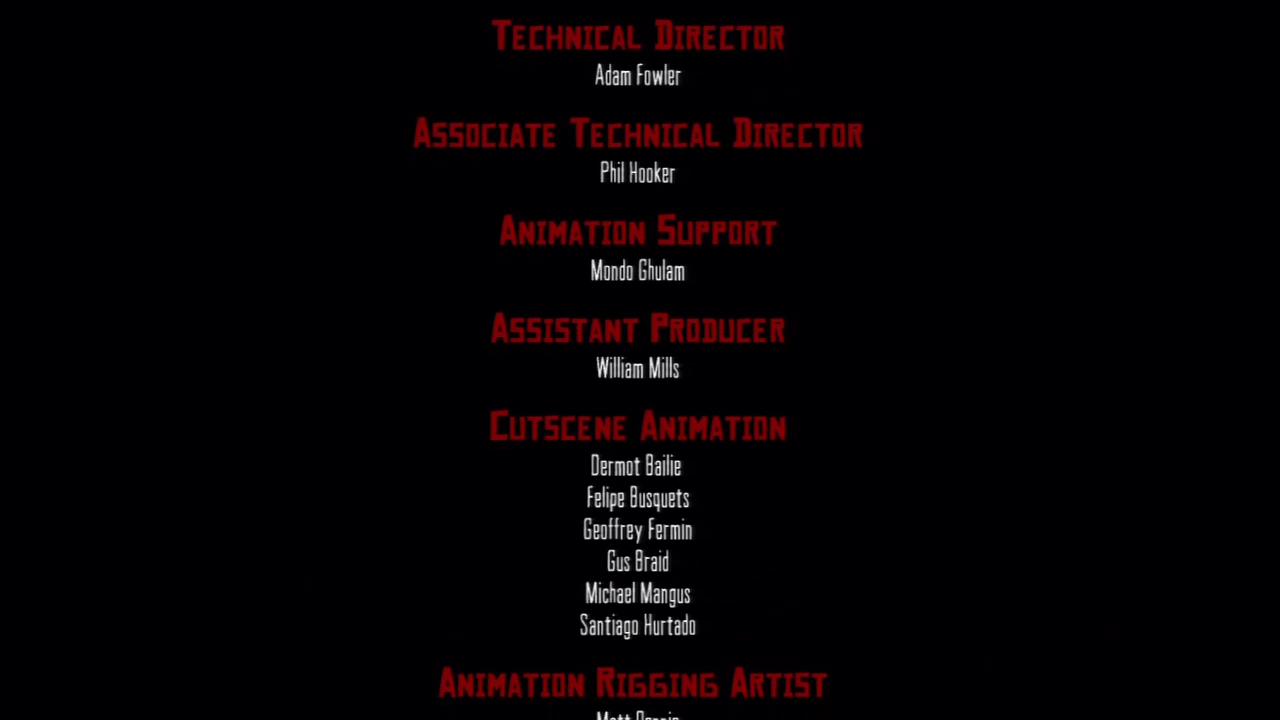 Technical Director
Adam Fowler
Associate Technical Director
Phil Hooker
Animation Support
Mondo Ghulam
Assistant Producer
William Mills
Cutscene Animation
Dermot Bailie
Felipe Busquets
Geoffrey Fermin
Gus Braid
Michael Mangus
Santiago Hurtado
Animation Rigging Artist
Matt